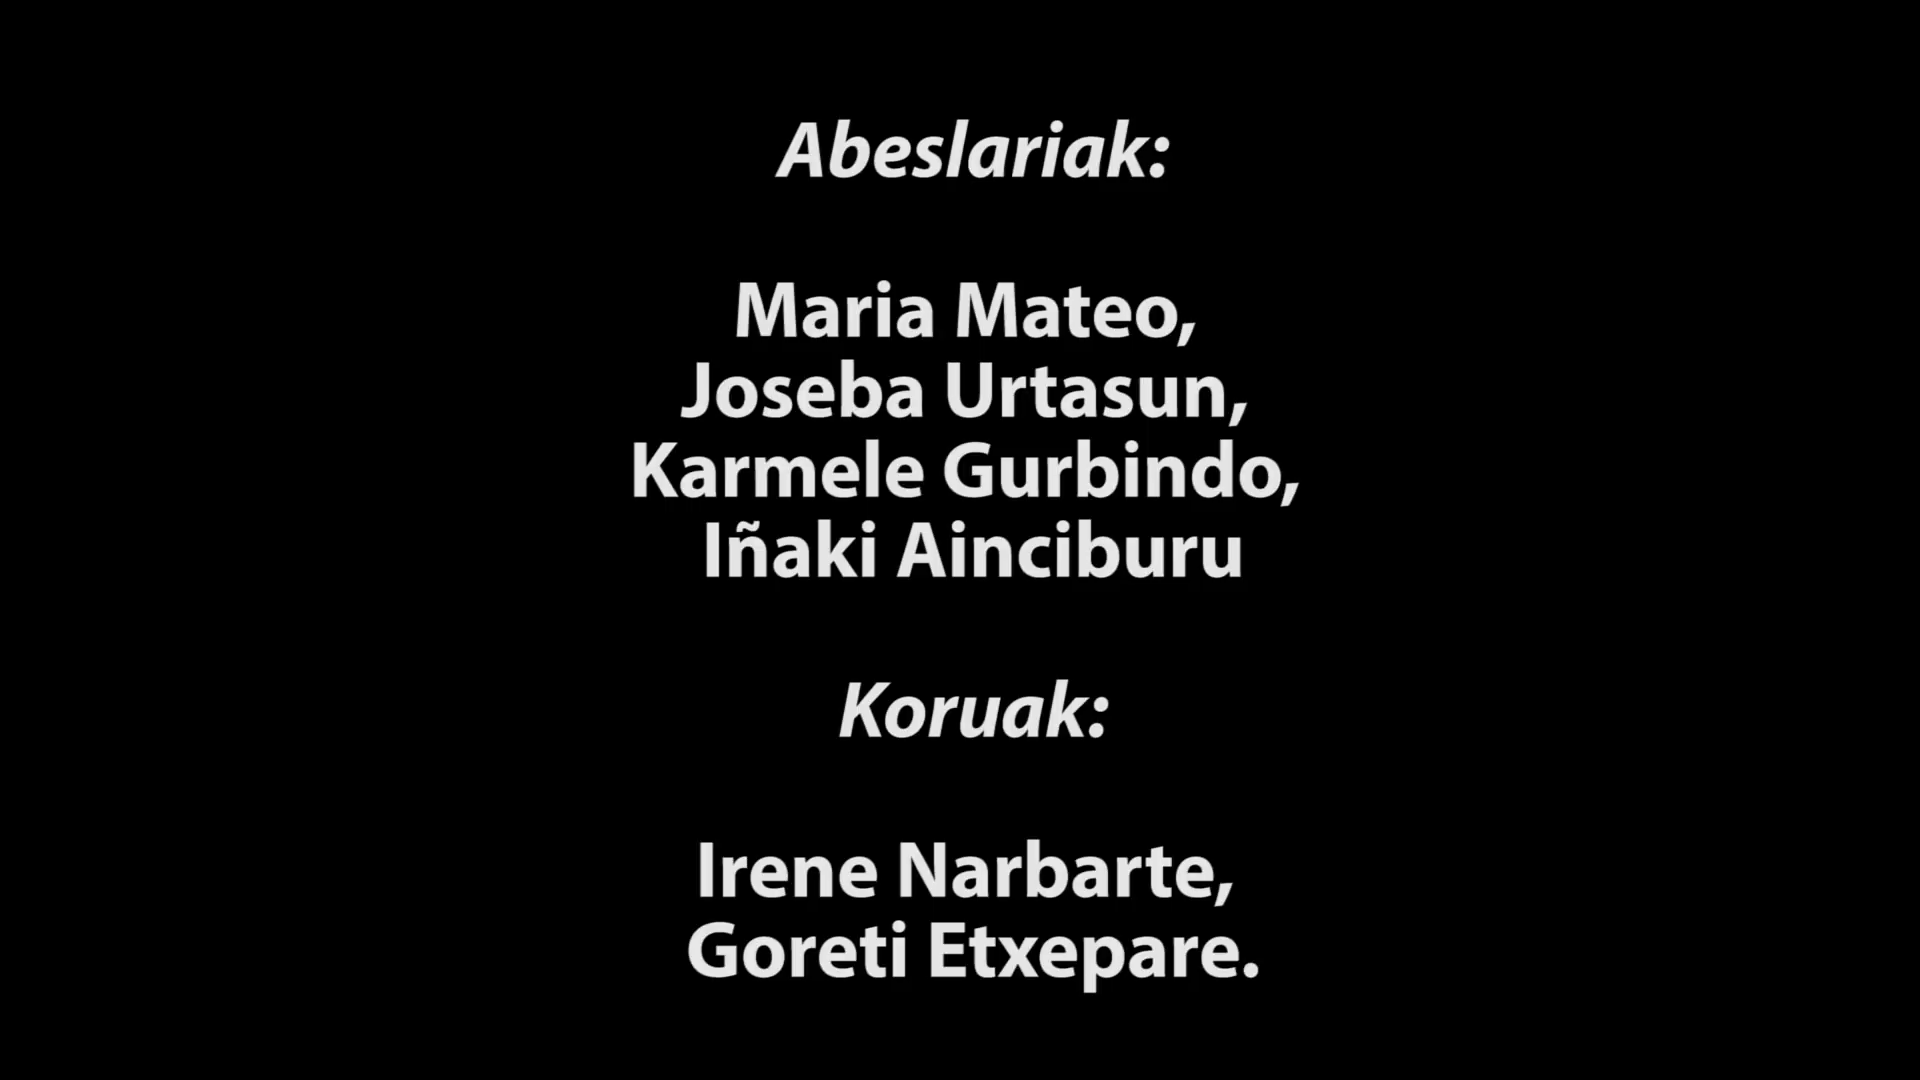 Abeslariak:
Maria Mateo,
Joseba Urtasun,
Karmele Gurbindo,
Iñaki Ainciburu
Koruak:
Irene Narbarte,
Goreti Etxepare.